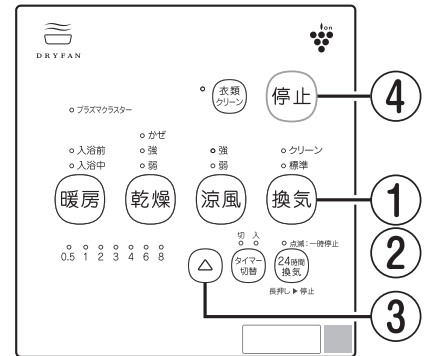 ion
DRYFAN
衣類
クリーン
停止
④
プラズマクラスター
かぜ
入浴前 強 強 クリーン
入浴中 弱 弱 標準
暖房 乾燥 涼風 換気
①
②
0.5 1 2 3 4 6 8
△
切 入
タイマー
切替
点滅:一時停止
24時間
換気
長押し▶停止
③